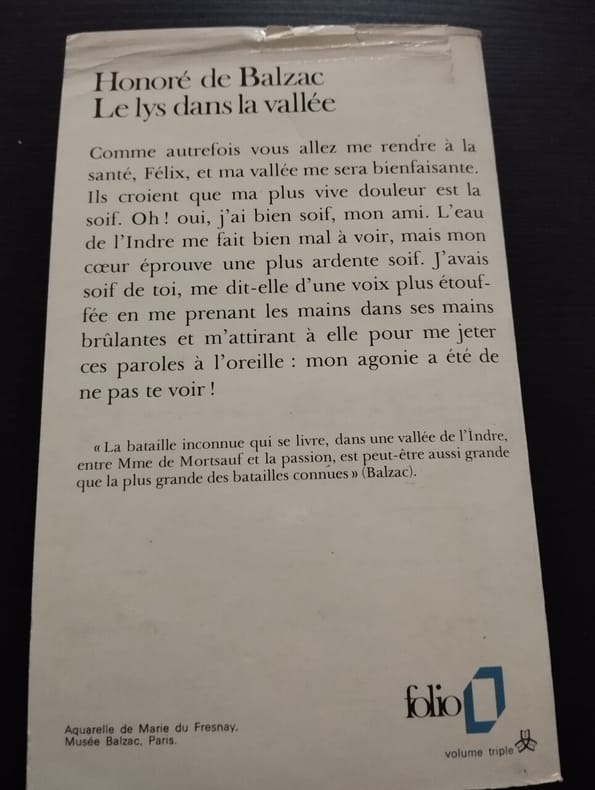 Honoré de Balzac
Le lys dans la vallée
Comme autrefois vous allez me rendre à la
santé, Félix, et ma vallée me sera bienfaisante.
Ils croient que ma plus vive douleur est la
soif. Oh ! oui, j'ai bien soif, mon ami. L'eau
de l'Indre me fait bien mal à voir, mais mon
cœur éprouve une plus ardente soif. J'avais
soif de toi, me dit-elle d'une voix plus étouf-
fée en me prenant les mains dans ses mains
brûlantes et m'attirant à elle pour me jeter
ces paroles à l'oreille : mon agonie a été de
ne pas te voir !
« La bataille inconnue qui se livre, dans une vallée de l'Indre,
entre Mme de Mortsauf et la passion, est peut-être aussi grande
que la plus grande des batailles connues » (Balzac).
folio
Aquarelle de Marie du Fresnay.
Musée Balzac, Paris.
volume triple